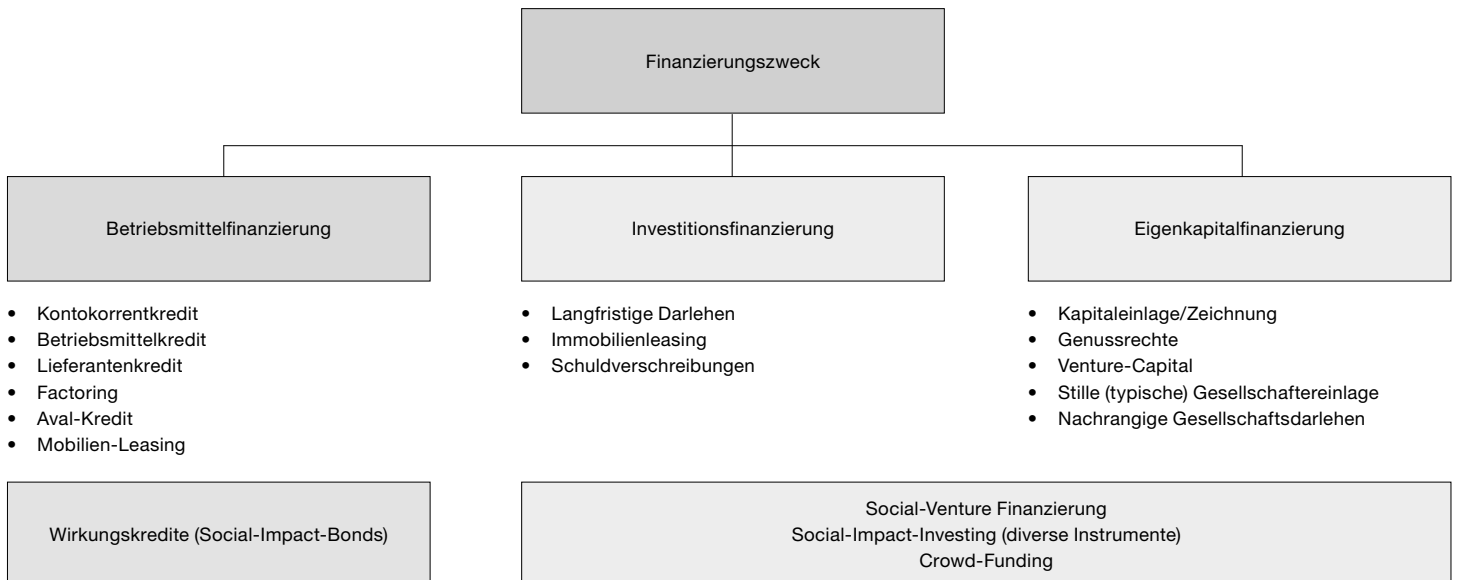 Finanzierungszweck
Betriebsmittelfinanzierung
Investitionsfinanzierung
Eigenkapitalfinanzierung
• Kontokorrentkredit
• Betriebsmittelkredit
• Lieferantenkredit
• Factoring
• Aval-Kredit
• Mobilien-Leasing
• Langfristige Darlehen
• Immobilienleasing
• Schuldverschreibungen
• Kapitaleinlage/Zeichnung
• Genussrechte
• Venture-Capital
• Stille (typische) Gesellschaftereinlage
• Nachrangige Gesellschaftsdarlehen
Wirkungskredite (Social-Impact-Bonds)
Social-Venture Finanzierung
Social-Impact-Investing (diverse Instrumente)
Crowd-Funding